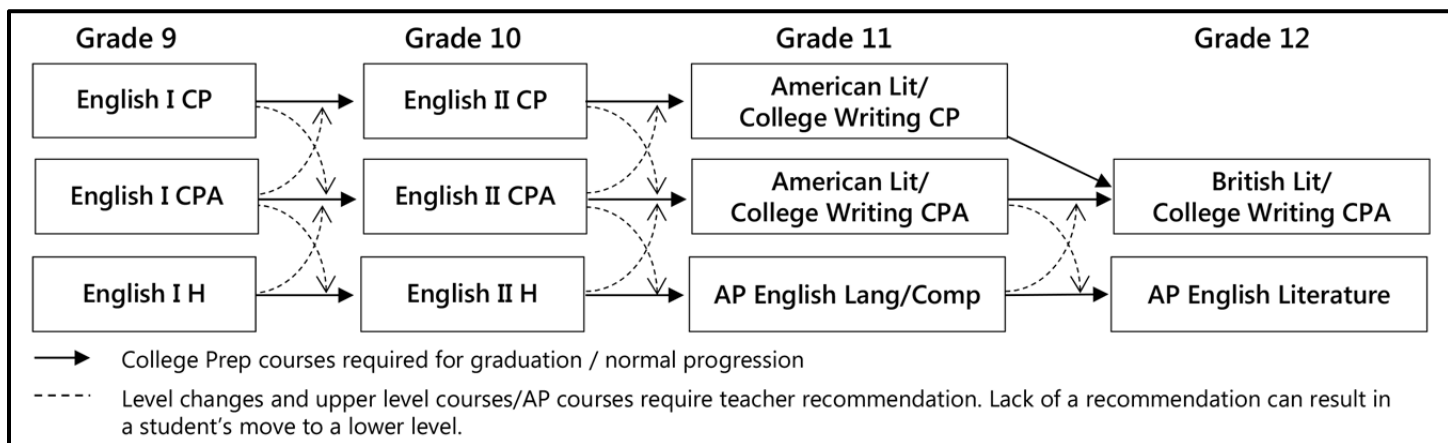 Grade 9 Grade 10 Grade 11 Grade 12
English I CP English II CP American Lit/
College Writing CP
English I CPA English II CPA American Lit/
College Writing CPA British Lit/
College Writing CPA
English I H English II H AP English Lang/Comp AP English Literature
College Prep courses required for graduation / normal progression
Level changes and upper level courses/AP courses require teacher recommendation. Lack of a recommendation can result in
a student’s move to a lower level.